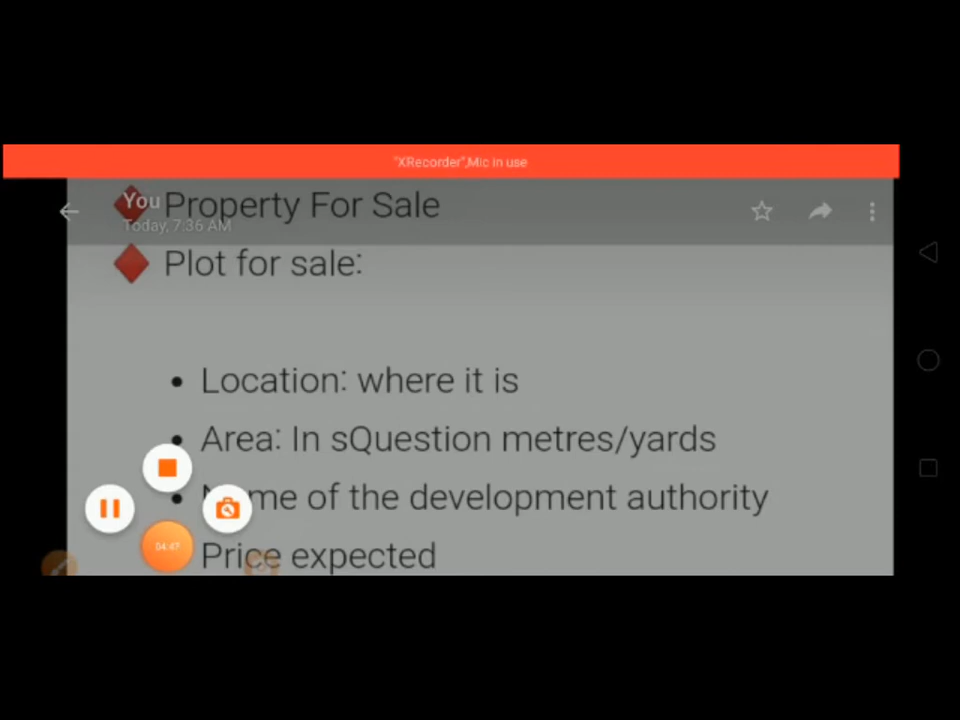 "XRecorder",Mic in use
You
Property For Sale
Today, 7:36 AM
Plot for sale:
• Location: where it is
• Area: In sQuestion metres/yards
• Name of the development authority
Price expected
04:47